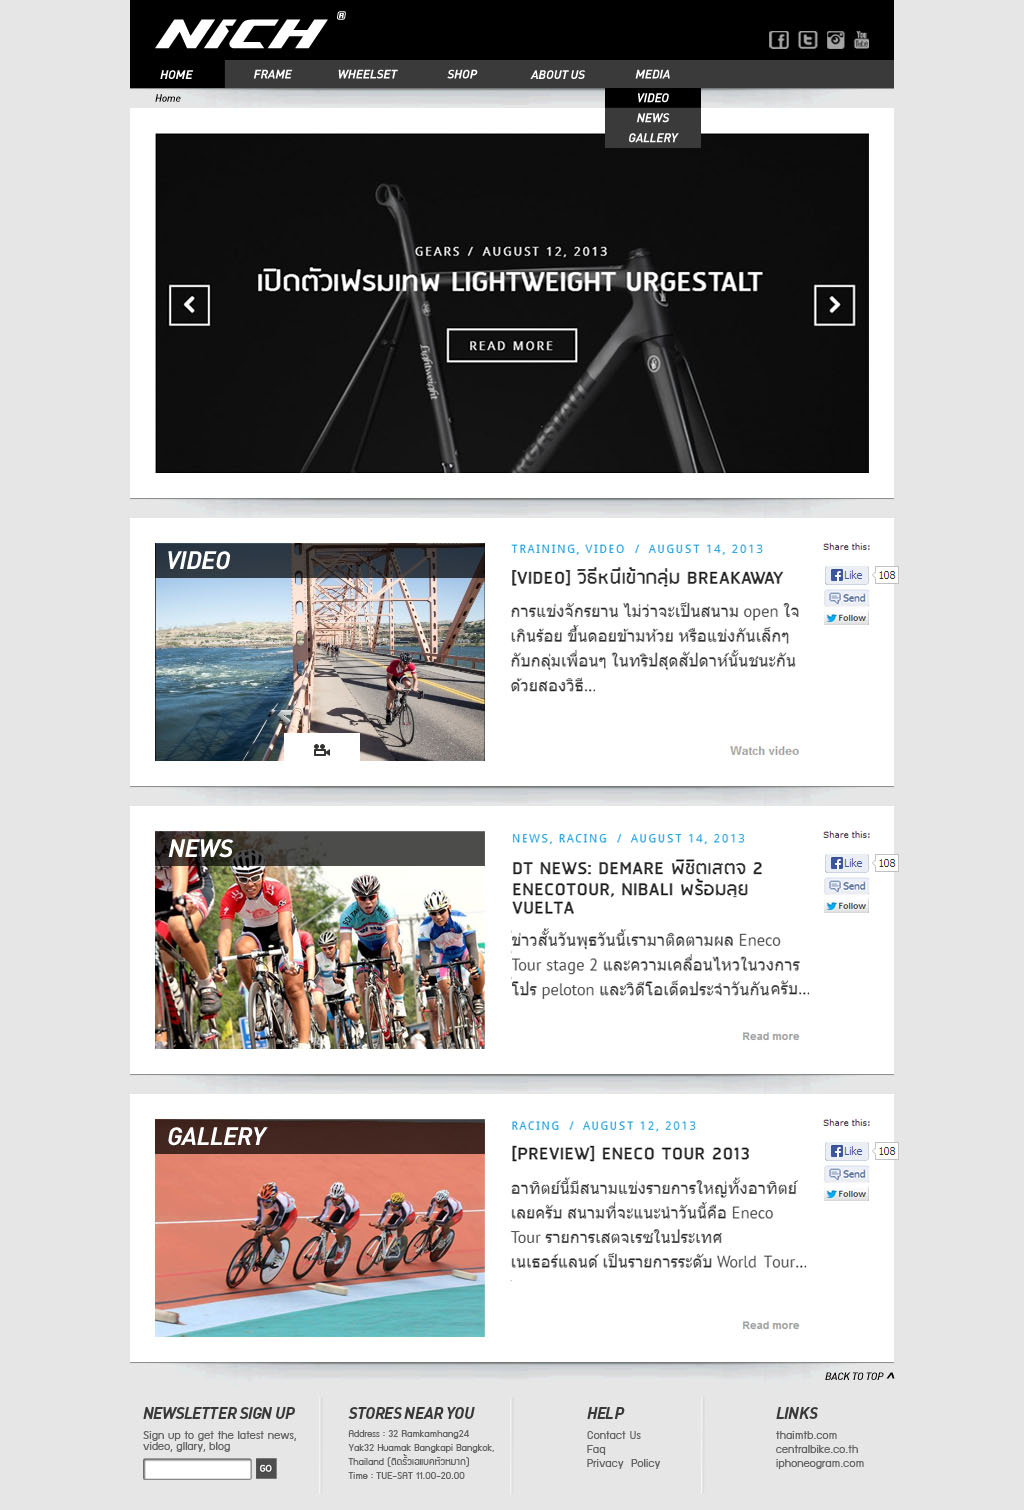 NiCH ®
HOME FRAME WHEELSET SHOP ABOUT US MEDIA
Home
VIDEO
NEWS
GALLERY
GEARS / AUGUST 12, 2013
เปิดตัวเฟรมเทพ LIGHTWEIGHT URGESTALT
READ MORE
Lightweight
VIDEO
TRAINING, VIDEO / AUGUST 14, 2013
[VIDEO] วิธีหนีเข้ากลุ่ม BREAKAWAY
การแข่งจักรยาน ไม่ว่าจะเป็นสนาม open ใจ
เกินร้อย ขึ้นดอยข้ามห้วย หรือแข่งกันเล็กๆ
กับกลุ่มเพื่อนๆ ในทริปสุดสัปดาห์นั้นชนะกัน
ด้วยสองวิธี...
Watch video
Share this:
Like 108
Send
Follow
NEWS
NEWS, RACING / AUGUST 14, 2013
DT NEWS: DEMARE พิชิตเสตจ 2
ENECOTOUR, NIBALI พร้อมลุย
VUELTA
ข่าวสั้นวันพุธวันนี้เรามาติดตามผล Eneco
Tour stage 2 และความเคลื่อนไหวในวงการ
โปร peloton และวิดีโอเด็ดประจำวันกันครับ...
Read more
Share this:
Like 108
Send
Follow
GALLERY
RACING / AUGUST 12, 2013
[PREVIEW] ENECO TOUR 2013
อาทิตย์นี้มีสนามแข่งรายการใหญ่ทั้งอาทิตย์
เลยครับ สนามที่จะแนะนำวันนี้คือ Eneco
Tour รายการเสตจเรซในประเทศ
เนเธอร์แลนด์ เป็นรายการระดับ World Tour...
Read more
Share this:
Like 108
Send
Follow
BACK TO TOP ^
NEWSLETTER SIGN UP
Sign up to get the latest news,
video, gllary, blog
GO
STORES NEAR YOU
Address : 32 Ramkamhang24
Yak32 Huamak Bangkapi Bangkok,
Thailand (ติดรั้วเอแบคหัวหมาก)
Time : TUE-SAT 11.00-20.00
HELP
Contact Us
Faq
Privacy Policy
LINKS
thaimtb.com
centralbike.co.th
iphoneogram.com